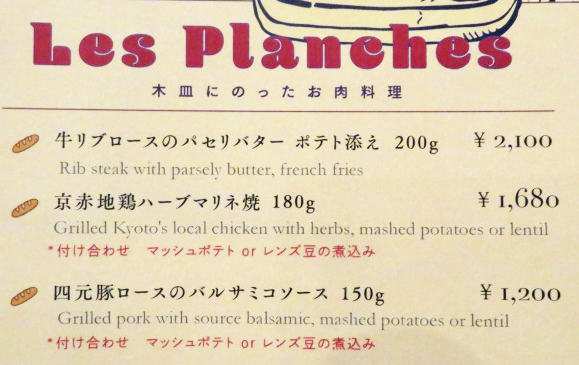 Les Planches
木皿にのったお肉料理
牛リブロースのパセリバター ポテト添え 200g ¥2,100
Rib steak with parsely butter, french fries
京赤地鶏ハーブマリネ焼 180g ¥1,680
Grilled Kyoto's local chicken with herbs, mashed potatoes or lentil
*付け合わせ マッシュポテト or レンズ豆の煮込み
四元豚ロースのバルサミコソース 150g ¥1,200
Grilled pork with source balsamic, mashed potatoes or lentil
*付け合わせ マッシュポテト or レンズ豆の煮込み